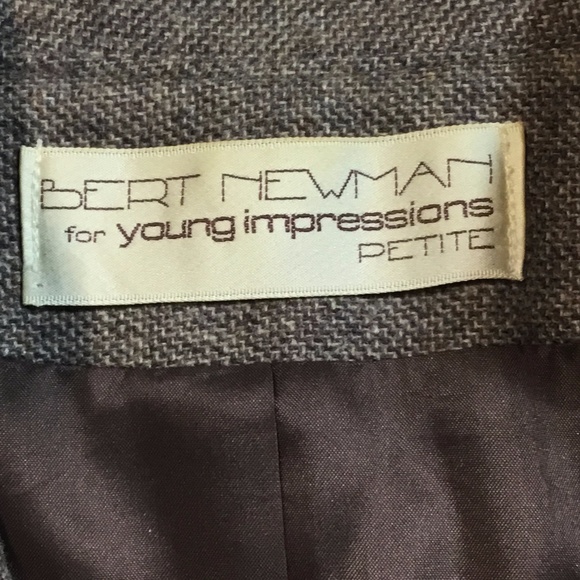 BERT NEWMAN
for young impressions
PETITE